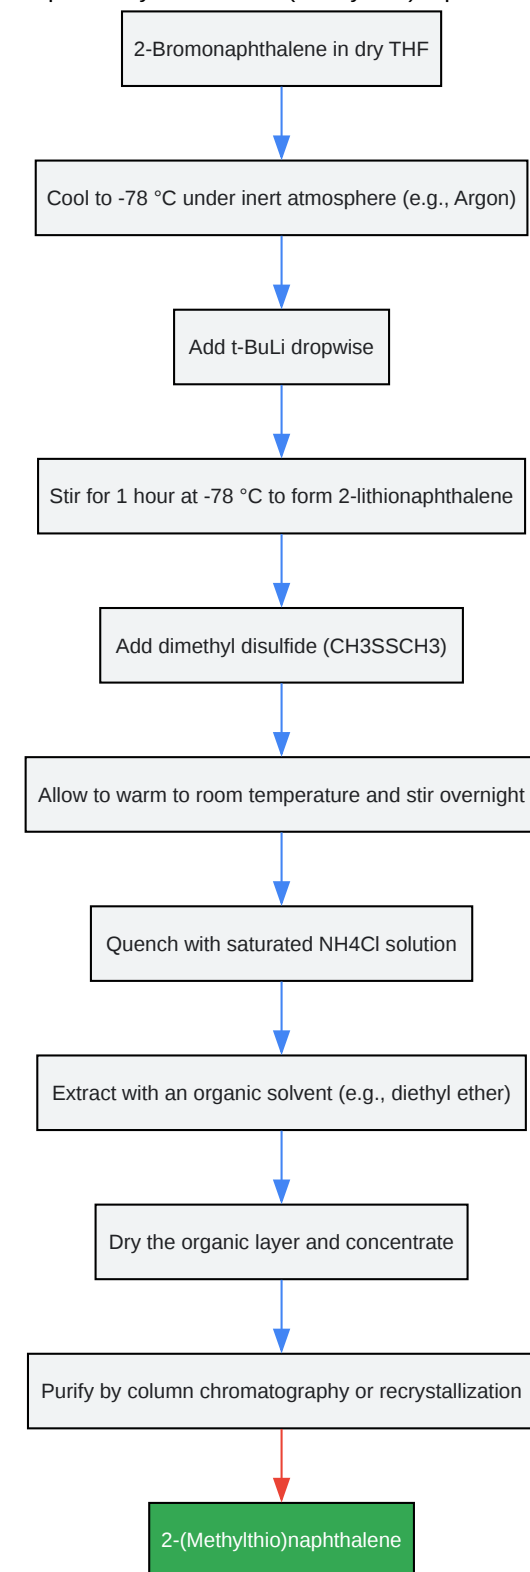 2-Bromonaphthalene in dry THF
Cool to -78 °C under inert atmosphere (e.g., Argon)
Add t-BuLi dropwise
Stir for 1 hour at -78 °C to form 2-lithionaphthalene
Add dimethyl disulfide (CH3SSCH3)
Allow to warm to room temperature and stir overnight
Quench with saturated NH4Cl solution
Extract with an organic solvent (e.g., diethyl ether)
Dry the organic layer and concentrate
Purify by column chromatography or recrystallization
2-(Methylthio)naphthalene